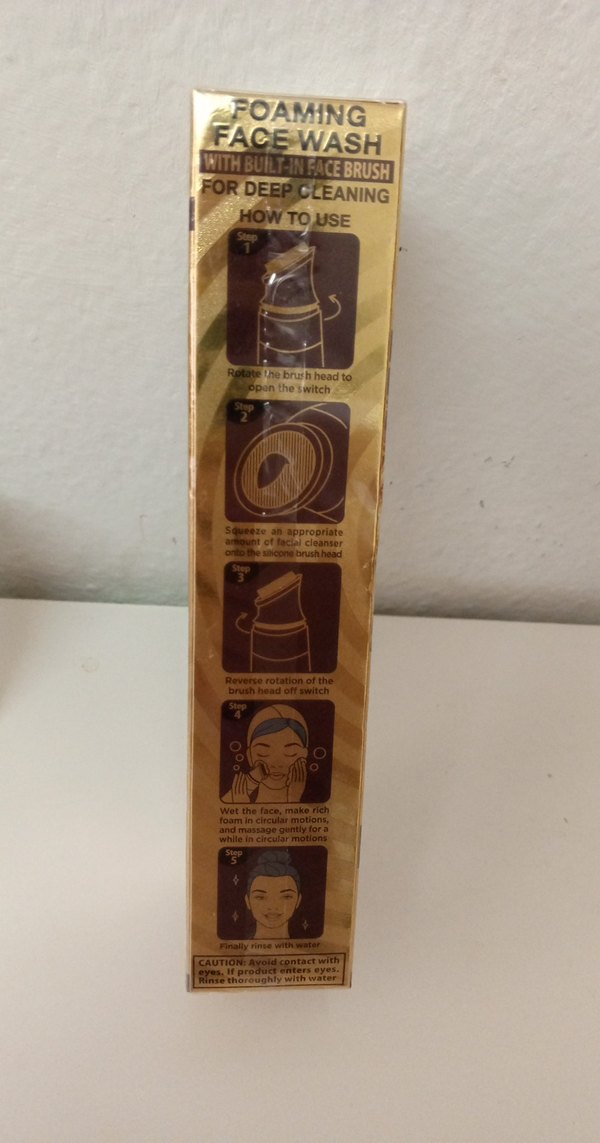 FOAMING
FACE WASH
WITH BUILT-IN FACE BRUSH
FOR DEEP CLEANING
HOW TO USE
Step
1
Rotate the brush head to
open the switch
Step
2
Squeeze an appropriate
amount of facial cleanser
onto the silicone brush head
Step
3
Reverse rotation of the
brush head off switch
Step
4
Wet the face, make rich
foam in circular motions,
and massage gently for a
while in circular motions
Step
5
Finally rinse with water
CAUTION: Avoid contact with
eyes. If product enters eyes.
Rinse thoroughly with water